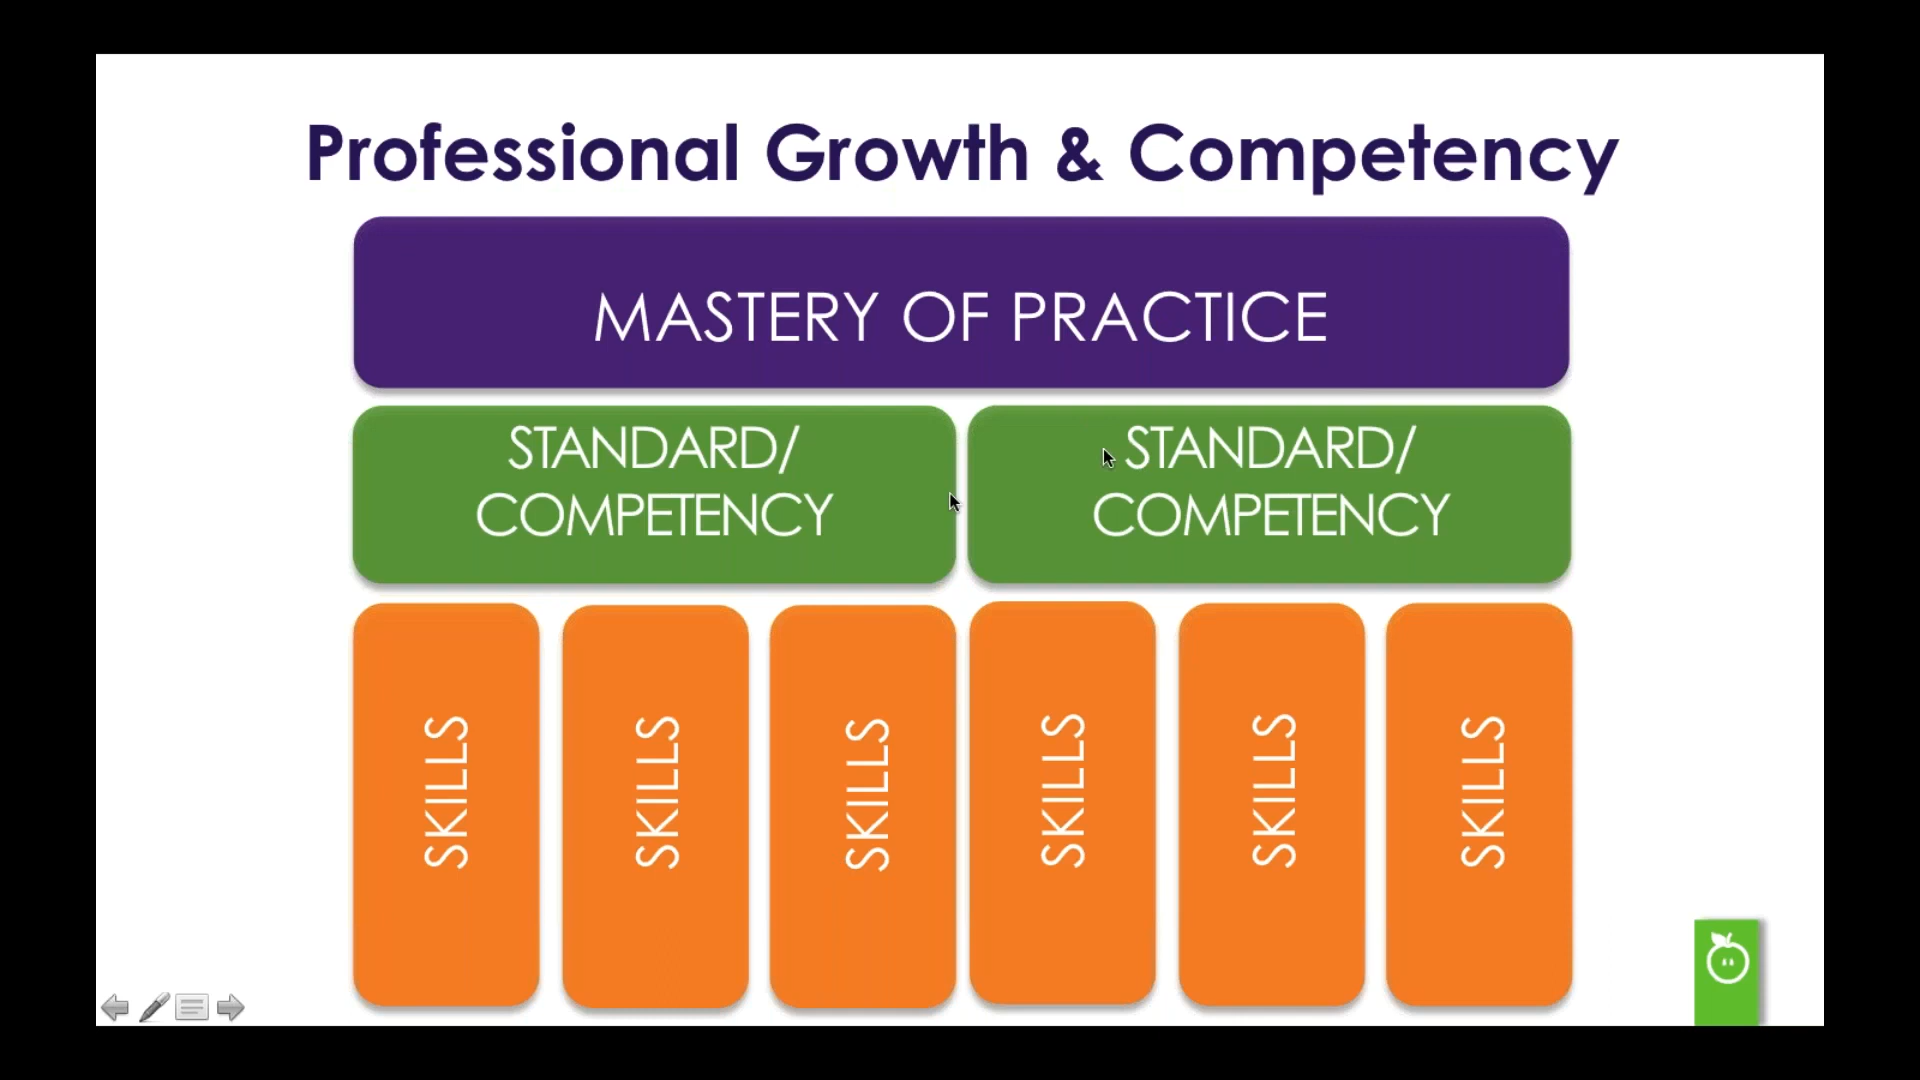 Professional Growth & Competency
MASTERY OF PRACTICE
STANDARD/
COMPETENCY
STANDARD/
COMPETENCY
SKILLS
SKILLS
SKILLS
SKILLS
SKILLS
SKILLS